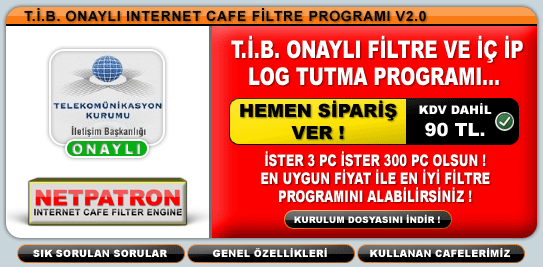 T.İ.B. ONAYLI INTERNET CAFE FİLTRE PROGRAMI V2.0
TELEKOMÜNİKASYON
KURUMU
İletişim Başkanlığı
ONAYLI
NETPATRON
INTERNET CAFE FILTER ENGINE
T.İ.B. ONAYLI FİLTRE VE İÇ İP
LOG TUTMA PROGRAMI...
HEMEN SİPARİŞ
VER !
KDV DAHİL
90 TL.
İSTER 3 PC İSTER 300 PC OLSUN !
EN UYGUN FİYAT İLE EN İYİ FİLTRE
PROGRAMINI ALABİLİRSİNİZ !
KURULUM DOSYASINI İNDİR !
SIK SORULAN SORULAR
GENEL ÖZELLİKLERİ
KULLANAN CAFELERİMİZ